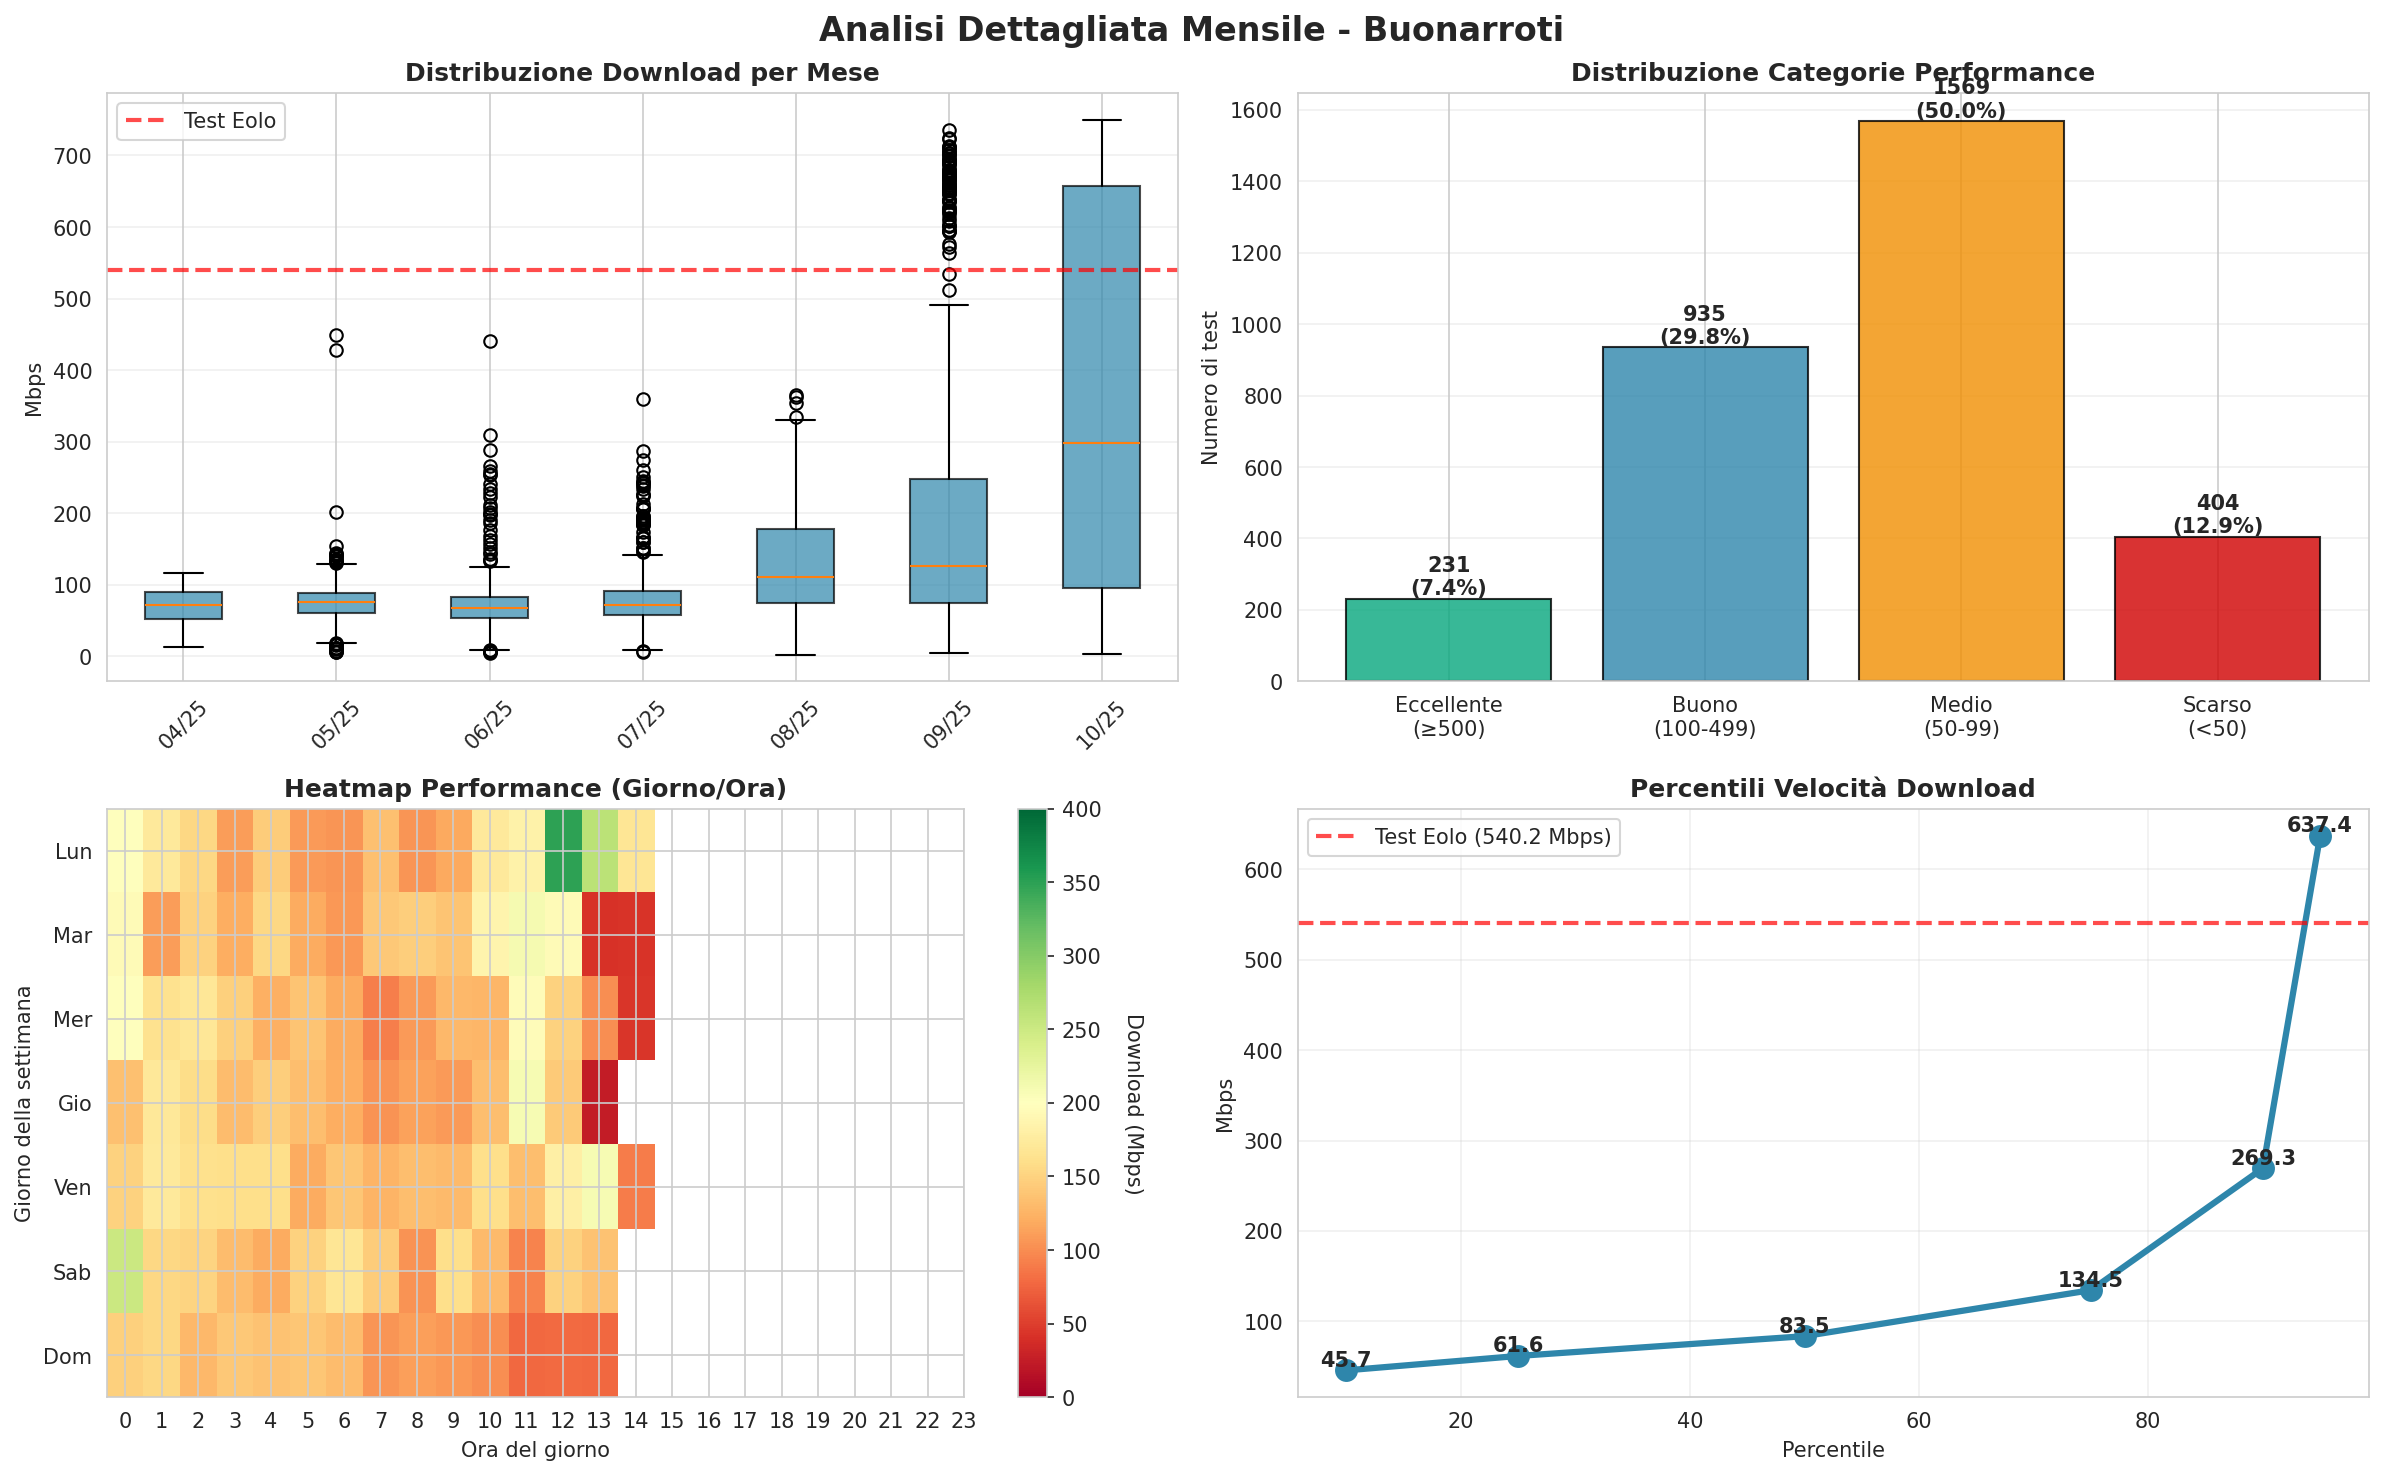 Analisi Dettagliata Mensile - Buonarroti
Distribuzione Download per Mese
Test Eolo
Mbps
700
600
500
400
300
200
100
0
04/25
05/25
06/25
07/25
08/25
09/25
10/25
Distribuzione Categorie Performance
Numero di test
1600
1400
1200
1000
800
600
400
200
0
231
(7.4%)
935
(29.8%)
1569
(50.0%)
404
(12.9%)
Eccellente
(≥500)
Buono
(100-499)
Medio
(50-99)
Scarso
(<50)
Heatmap Performance (Giorno/Ora)
Giorno della settimana
Lun
Mar
Mer
Gio
Ven
Sab
Dom
0 1 2 3 4 5 6 7 8 9 10 11 12 13 14 15 16 17 18 19 20 21 22 23
Ora del giorno
400
350
300
250
200
150
100
50
0
Download (Mbps)
Percentili Velocità Download
Test Eolo (540.2 Mbps)
Mbps
600
500
400
300
200
100
45.7
61.6
83.5
134.5
269.3
637.4
20 40 60 80
Percentile